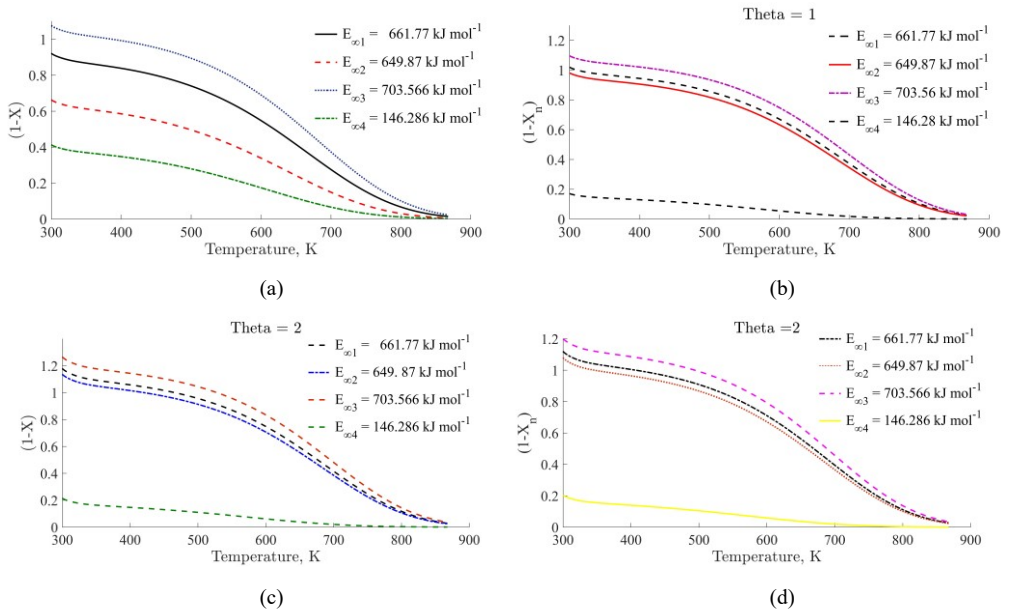 E∞1 = 661.77 kJ mol-1
E∞2 = 649.87 kJ mol-1
E∞3 = 703.566 kJ mol-1
E∞4 = 146.286 kJ mol-1
1
0.8
0.6
0.4
0.2
0
(1-X)
300 400 500 600 700 800 900
Temperature, K
(a)
Theta = 1
E∞1 = 661.77 kJ mol-1
E∞2 = 649.87 kJ mol-1
E∞3 = 703.56 kJ mol-1
E∞4 = 146.28 kJ mol-1
1.2
1
0.8
0.6
0.4
0.2
0
(1-Xn)
300 400 500 600 700 800 900
Temperature, K
(b)
Theta = 2
E∞1 = 661.77 kJ mol-1
E∞2 = 649. 87 kJ mol-1
E∞3 = 703.566 kJ mol-1
E∞4 = 146.286 kJ mol-1
1.2
1
0.8
0.6
0.4
0.2
0
(1-X)
300 400 500 600 700 800 900
Temperature, K
(c)
Theta =2
E∞1 = 661.77 kJ mol-1
E∞2 = 649.87 kJ mol-1
E∞3 = 703.566 kJ mol-1
E∞4 = 146.286 kJ mol-1
1.2
1
0.8
0.6
0.4
0.2
0
(1-Xn)
300 400 500 600 700 800 900
Temperature, K
(d)